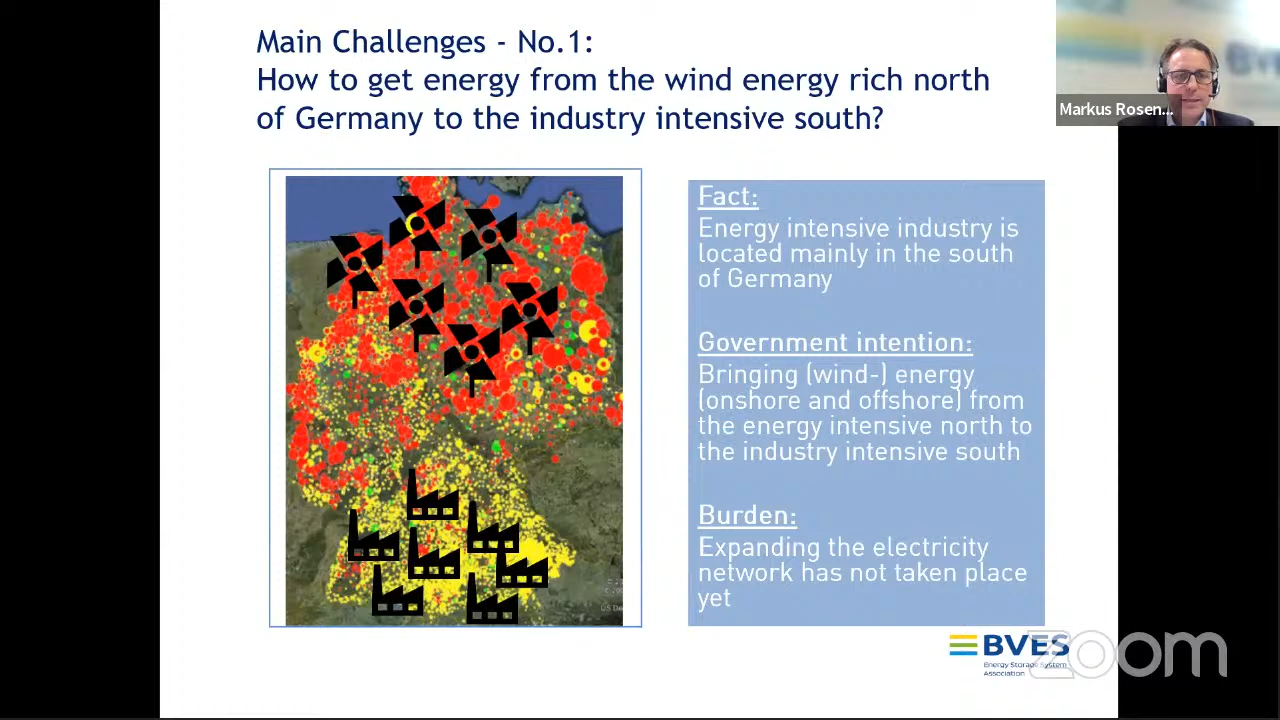 Main Challenges - No.1:
How to get energy from the wind energy rich north
of Germany to the industry intensive south?
Markus Rosen...
Fact:
Energy intensive industry is
located mainly in the south
of Germany
Government intention:
Bringing (wind-) energy
(onshore and offshore) from
the energy intensive north to
the industry intensive south
Burden:
Expanding the electricity
network has not taken place
yet
BVES
Energy Storage System
Association
zoom